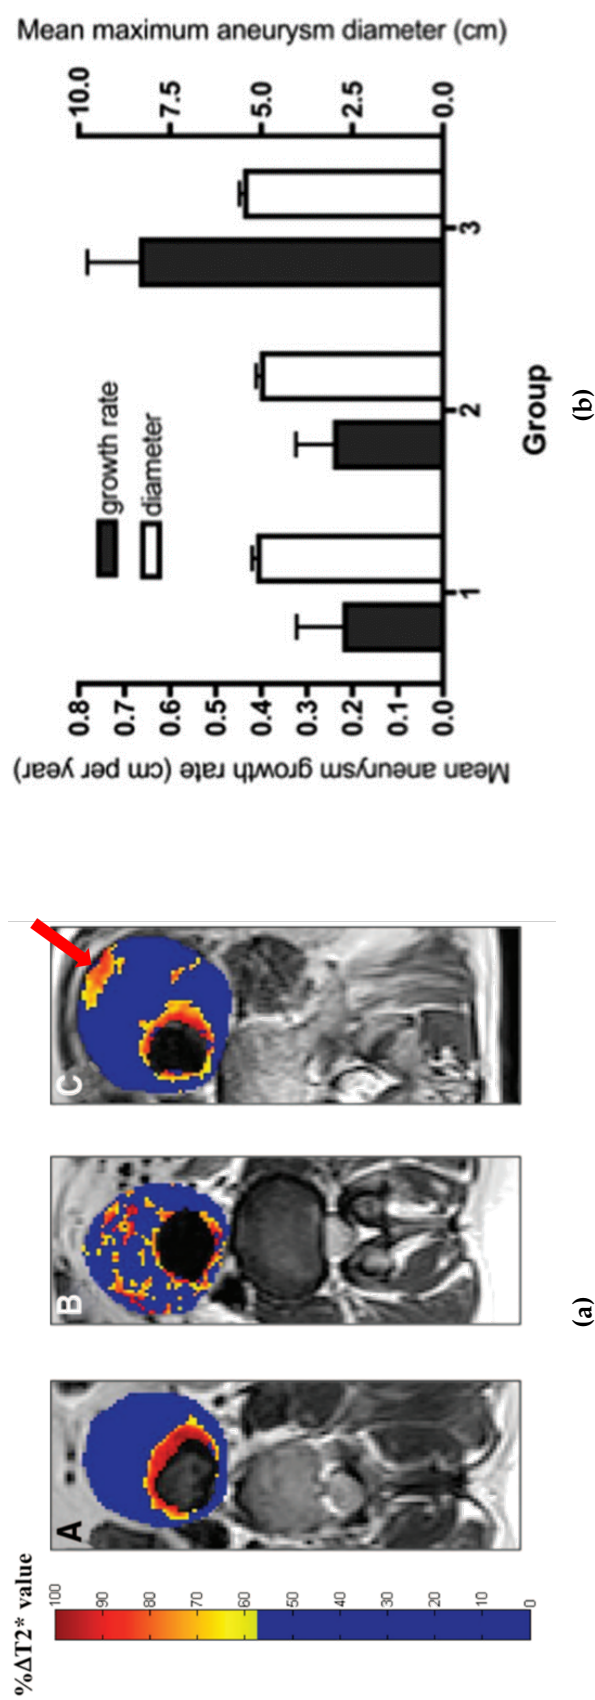 %ΔT2* value
100
90
80
70
60
50
40
30
20
10
0
A
B
C
(a)
Mean aneurysm growth rate (cm per year)
0.8
0.7
0.6
0.5
0.4
0.3
0.2
0.1
0.0
growth rate
diameter
Mean maximum aneurysm diameter (cm)
10.0
7.5
5.0
2.5
0.0
1 2 3
Group
(b)